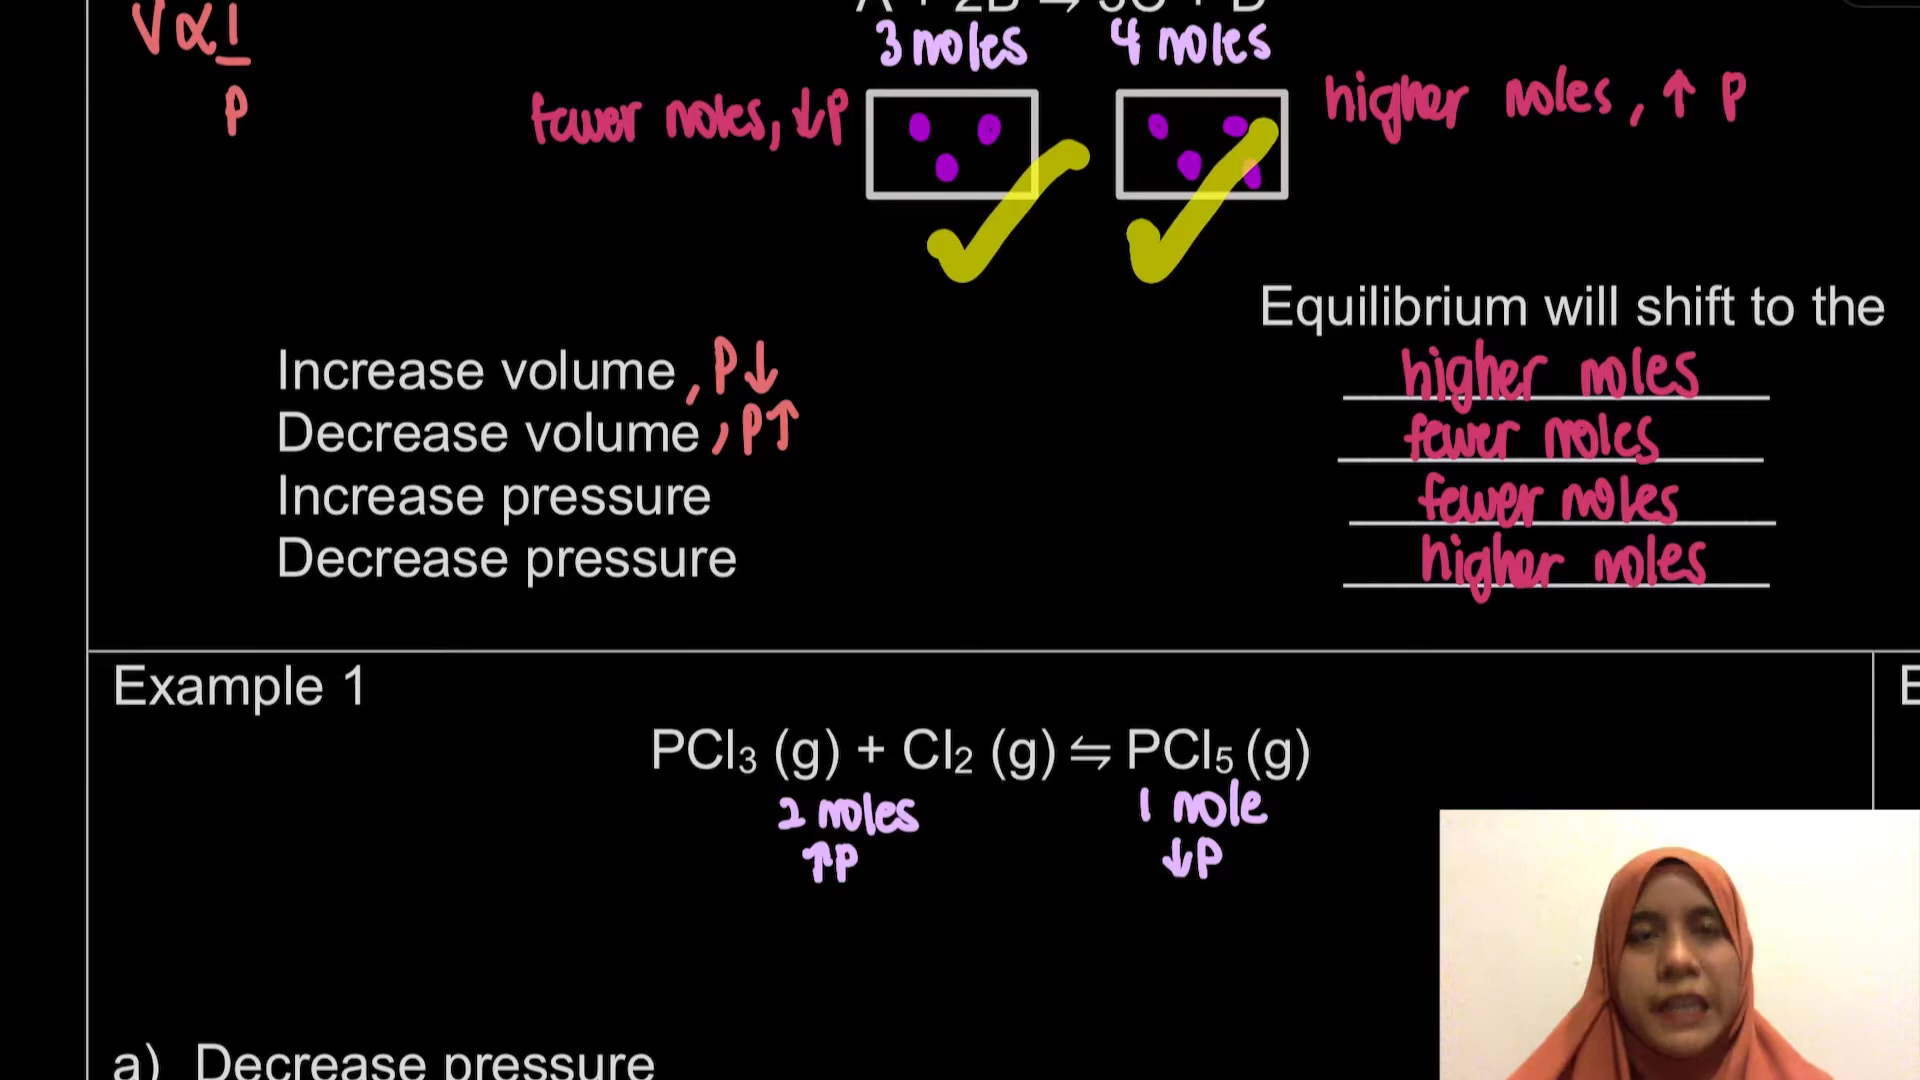 V ∝ 1
P
A + 2B ⇌ 3C + D
3 moles 4 moles
fewer moles, ↓P
higher moles, ↑ P
Equilibrium will shift to the
Increase volume, P↓ higher moles
Decrease volume, P↑ fewer moles
Increase pressure fewer moles
Decrease pressure higher moles
Example 1
E
PCl₃ (g) + Cl₂ (g) ⇋ PCl₅ (g)
2 moles 1 mole
↑P ↓P
a) Decrease pressure